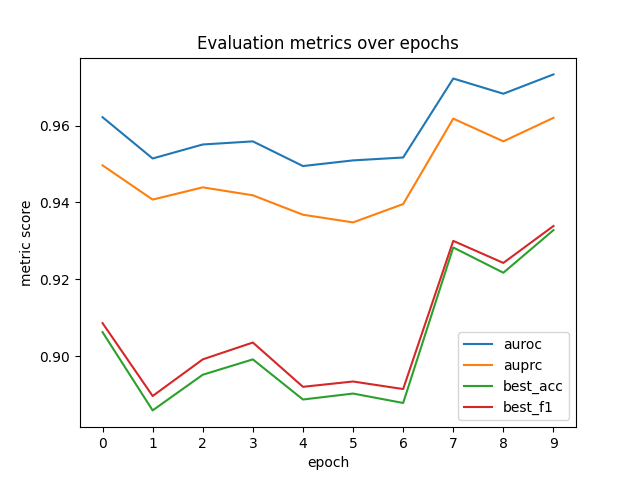 Evaluation metrics over epochs
metric score
0.96
0.94
0.92
0.90
auroc
auprc
best_acc
best_f1
0 1 2 3 4 5 6 7 8 9
epoch